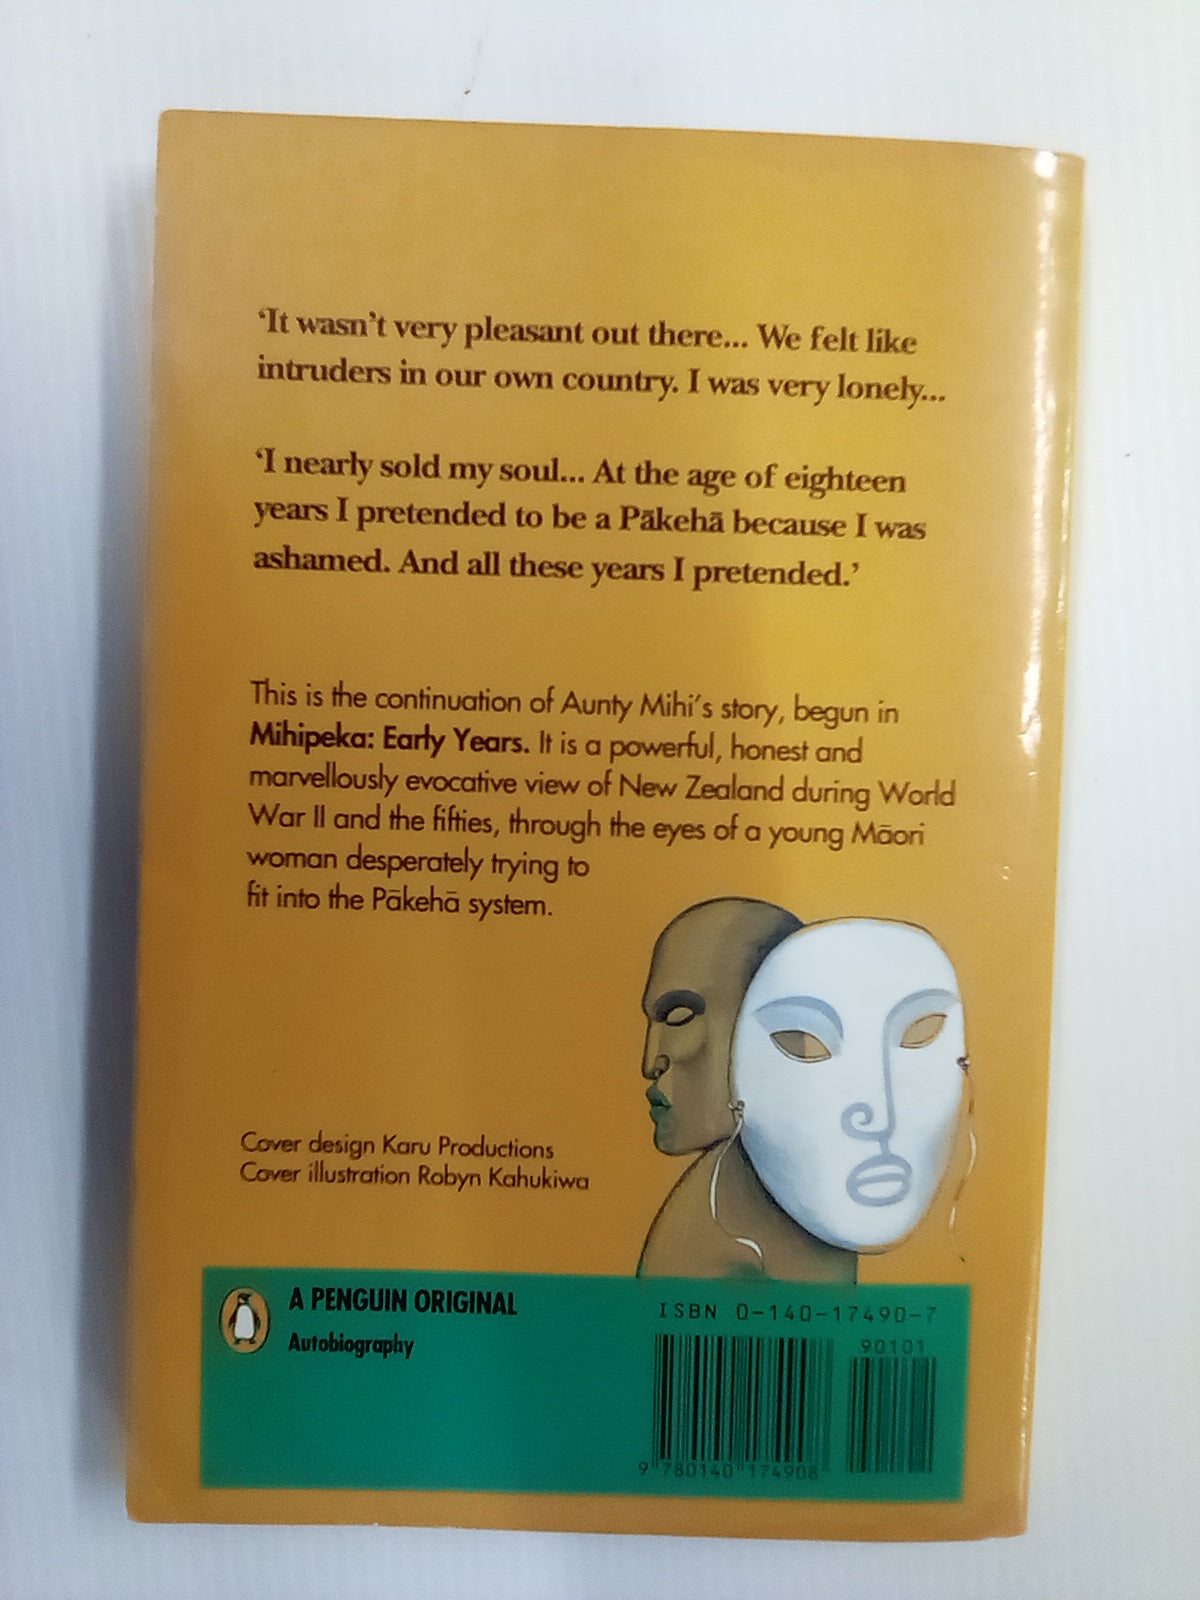 ‘It wasn’t very pleasant out there... We felt like
intruders in our own country. I was very lonely...
‘I nearly sold my soul... At the age of eighteen
years I pretended to be a Pākehā because I was
ashamed. And all these years I pretended.’
This is the continuation of Aunty Mihi’s story, begun in
Mihipeka: Early Years. It is a powerful, honest and
marvellously evocative view of New Zealand during World
War II and the fifties, through the eyes of a young Māori
woman desperately trying to
fit into the Pākehā system.
Cover design Karu Productions
Cover illustration Robyn Kahukiwa
A PENGUIN ORIGINAL
Autobiography
ISBN 0-140-17490-7
90101
9 780140 174908